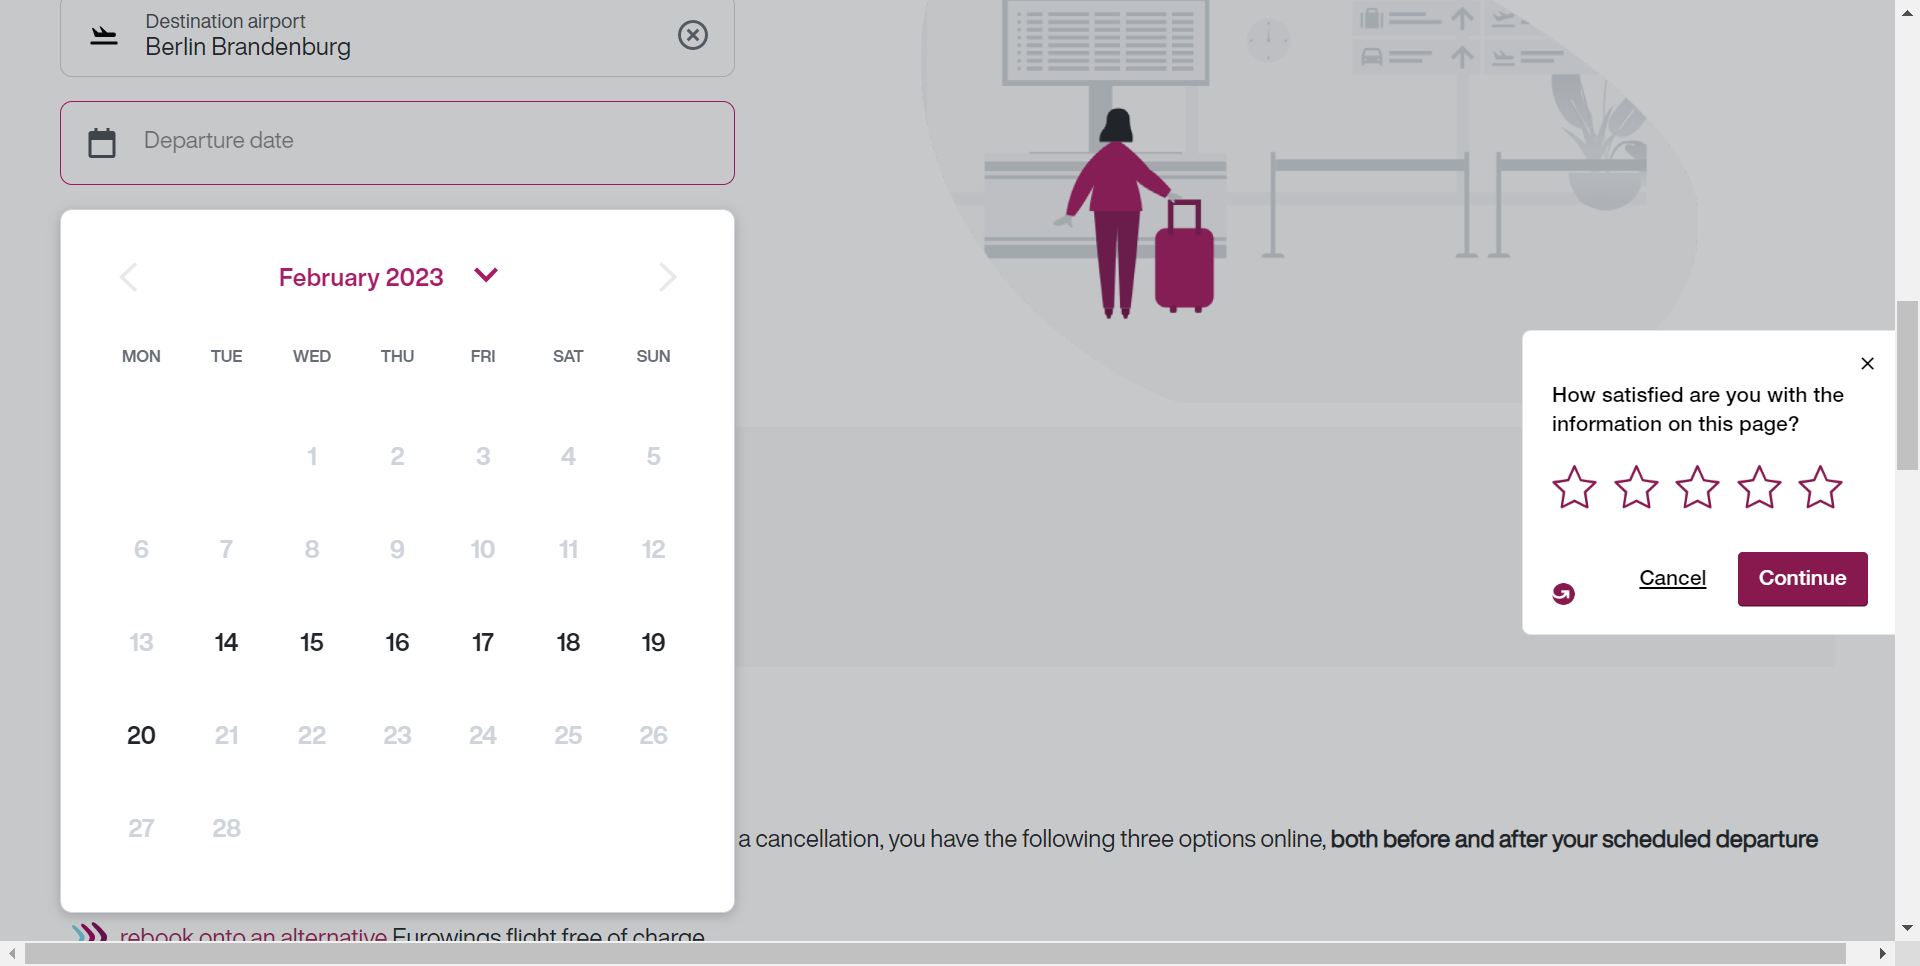 Destination airport
Berlin Brandenburg
Departure date
February 2023
MON TUE WED THU FRI SAT SUN
1 2 3 4 5
6 7 8 9 10 11 12
13 14 15 16 17 18 19
20 21 22 23 24 25 26
27 28
How satisfied are you with the
information on this page?
Cancel Continue
a cancellation, you have the following three options online, both before and after your scheduled departure
rebook onto an alternative Eurowings flight free of charge